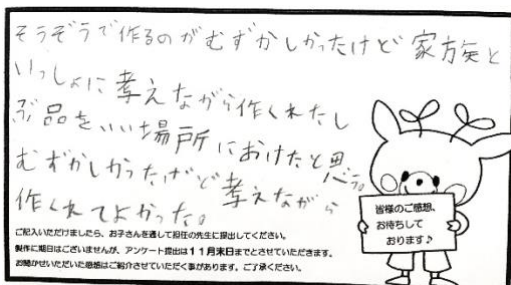 そうぞうで作るのがむずかしかったけど家族と
いっしょに考えながら作くれたし
ぶ品をいい場所におけたと思う。
むずかしかったけど考えながら
作くれてよかった。
皆様のご感想、
お待ちして
おります♪
ご記入いただけましたら、お子さんを通して担任の先生に提出してください。
製作に期日はございませんが、アンケート提出は11月末日までとさせていただきます。
お聞かせいただいた感想はご紹介させていただく事があります。ご了承ください。